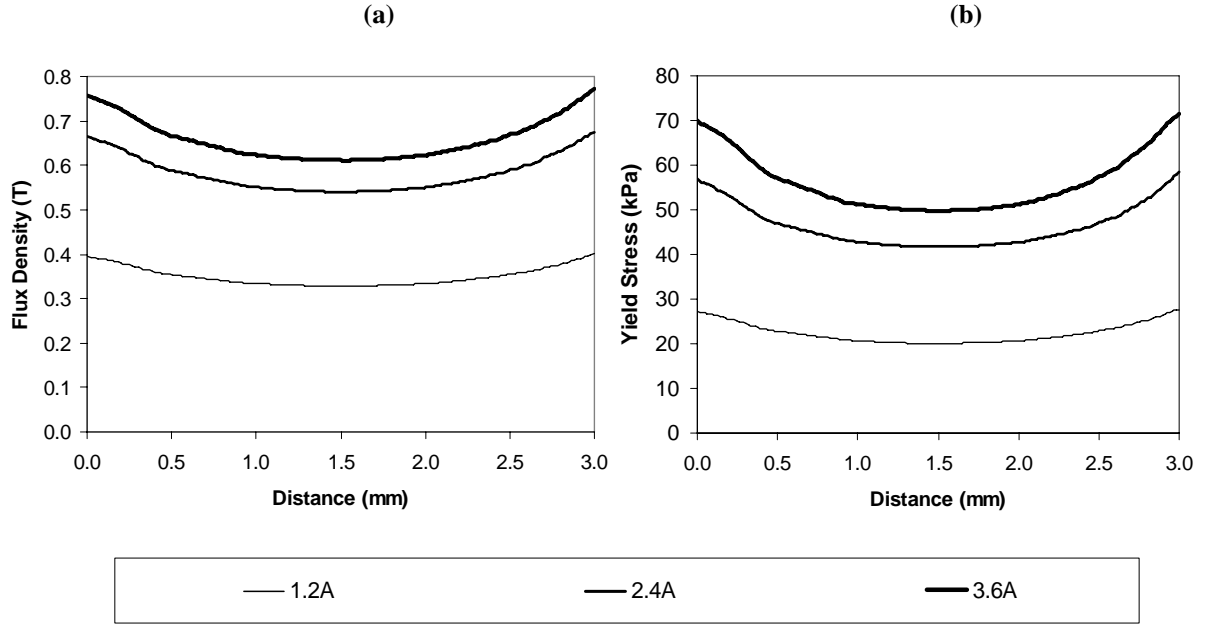 (a)
(b)
Flux Density (T)
0.8
0.7
0.6
0.5
0.4
0.3
0.2
0.1
0.0
0.0 0.5 1.0 1.5 2.0 2.5 3.0
Distance (mm)
Yield Stress (kPa)
80
70
60
50
40
30
20
10
0
0.0 0.5 1.0 1.5 2.0 2.5 3.0
Distance (mm)
1.2A 2.4A 3.6A